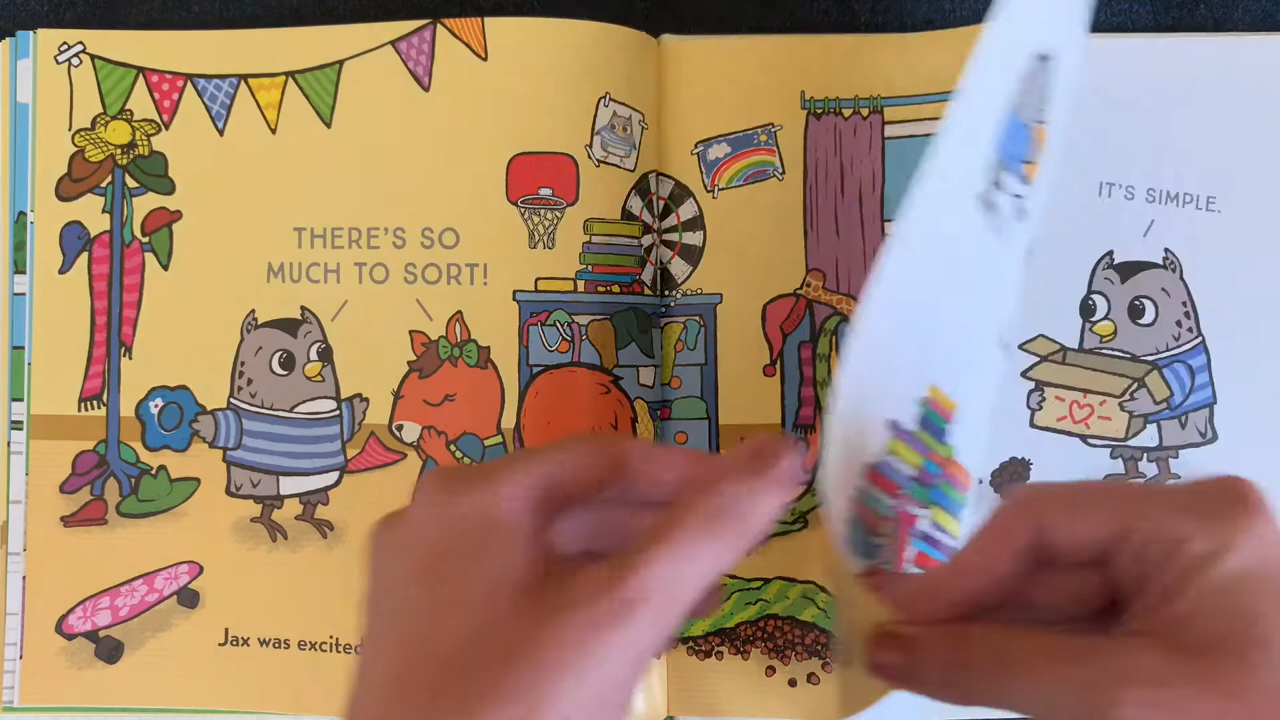 THERE'S SO
MUCH TO SORT!
IT'S SIMPLE.
Jax was excited